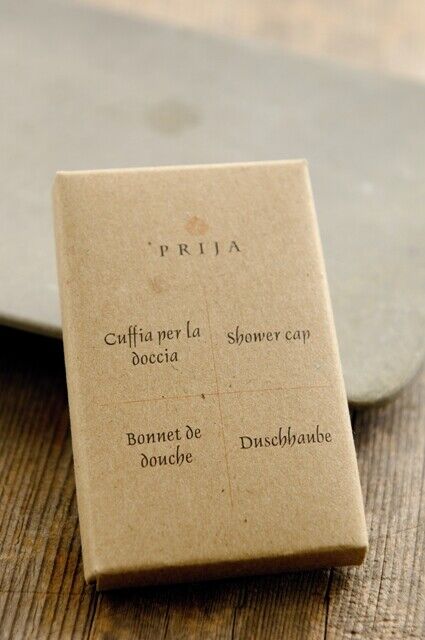 PRIJA
Cuffia per la
doccia
Shower cap
Bonnet de
douche
Duschhaube